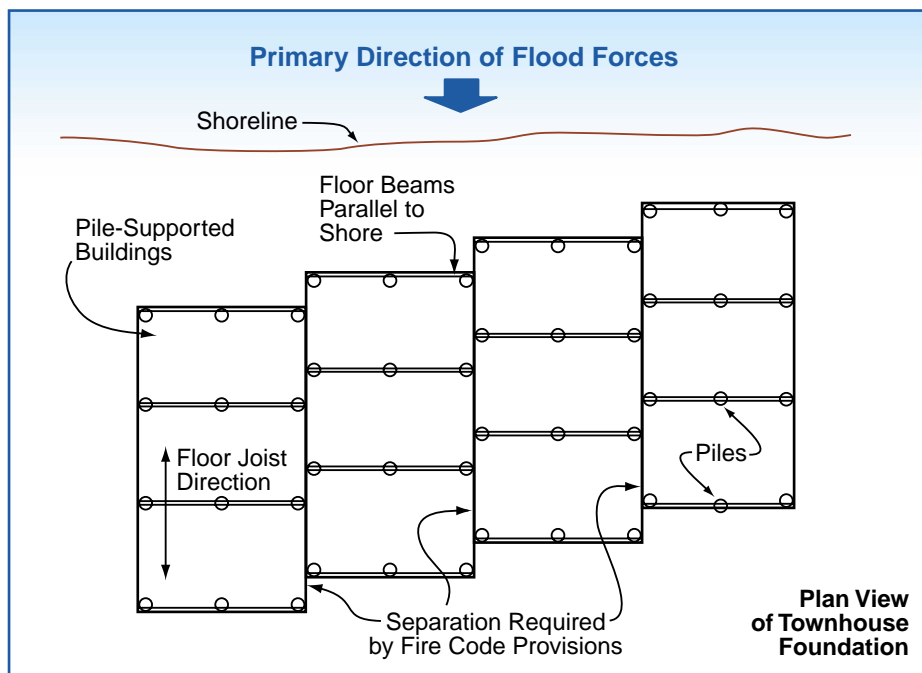 Primary Direction of Flood Forces
Shoreline
Floor Beams
Parallel to
Shore
Pile-Supported
Buildings
Floor Joist
Direction
Piles
Separation Required
by Fire Code Provisions
Plan View
of Townhouse
Foundation